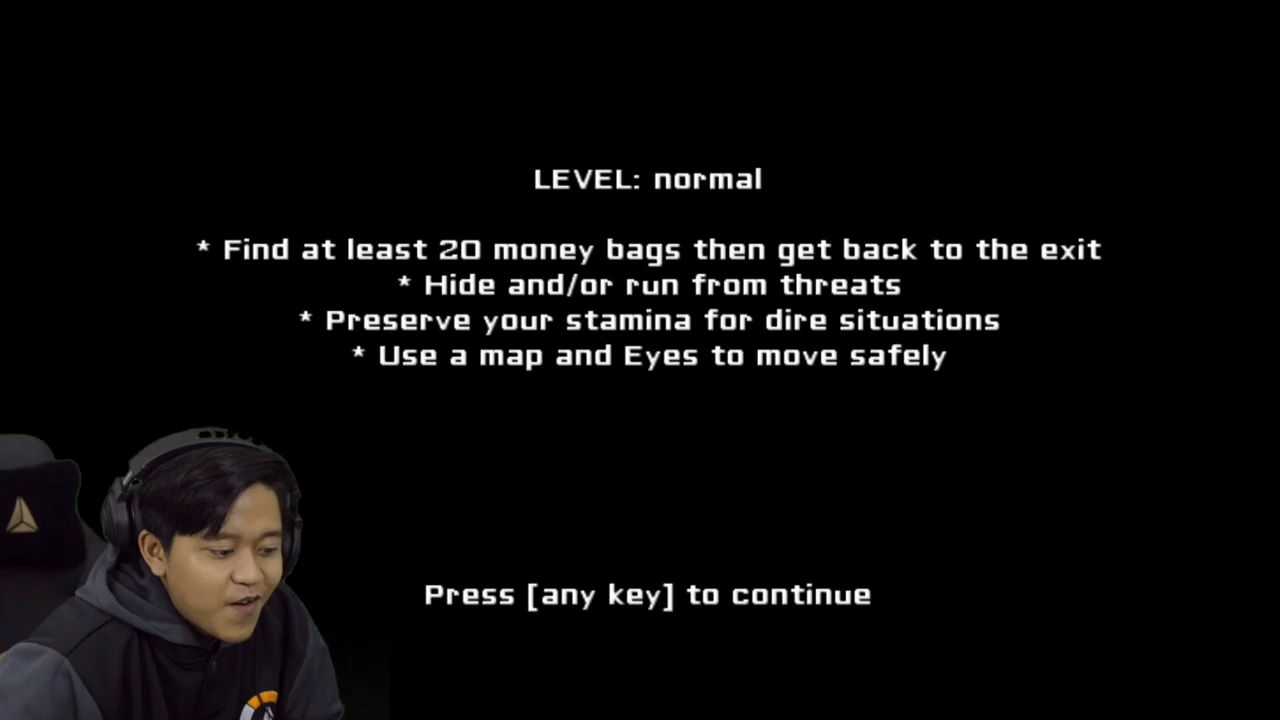 LEVEL: normal
* Find at least 20 money bags then get back to the exit
* Hide and/or run from threats
* Preserve your stamina for dire situations
* Use a map and Eyes to move safely
Press [any key] to continue